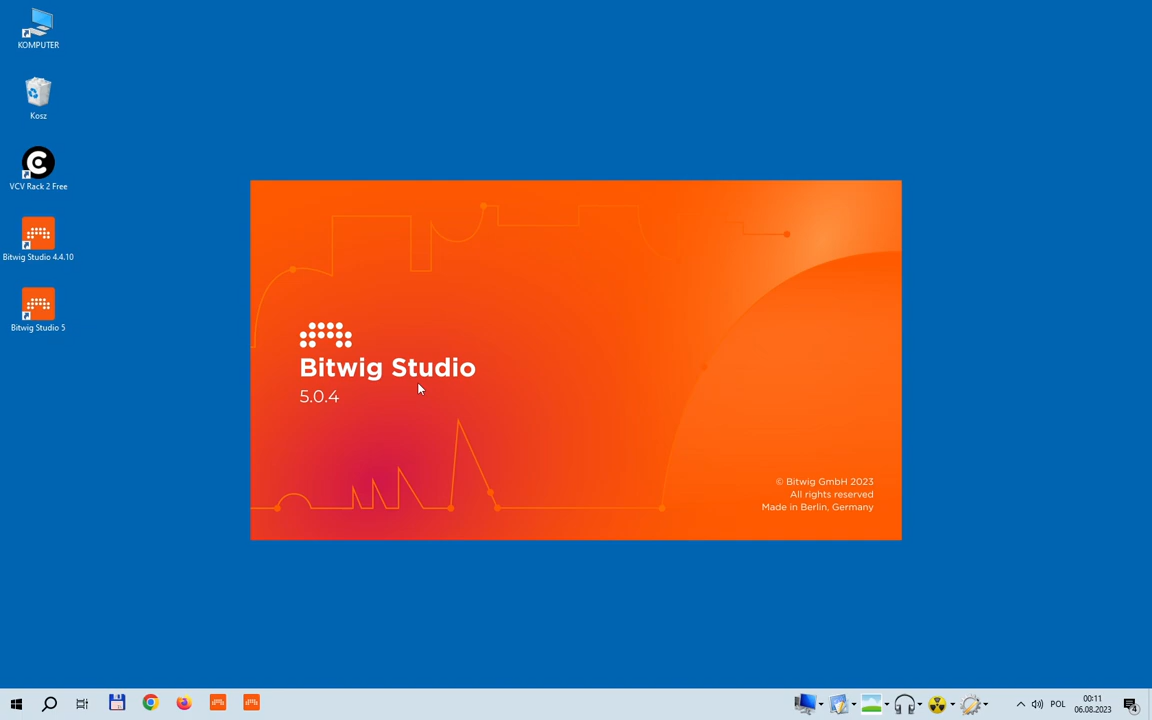 KOMPUTER
Kosz
VCV Rack 2 Free
Bitwig Studio 4.4.10
Bitwig Studio 5
Bitwig Studio
5.0.4
© Bitwig GmbH 2023
All rights reserved
Made in Berlin, Germany
POL
00:11
06.08.2023
4